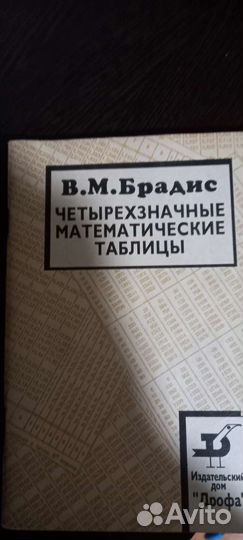 В.М.Брадис
ЧЕТЫРЕХЗНАЧНЫЕ
МАТЕМАТИЧЕСКИЕ
ТАБЛИЦЫ
Издательский
дом
"Дрофа"
Avito